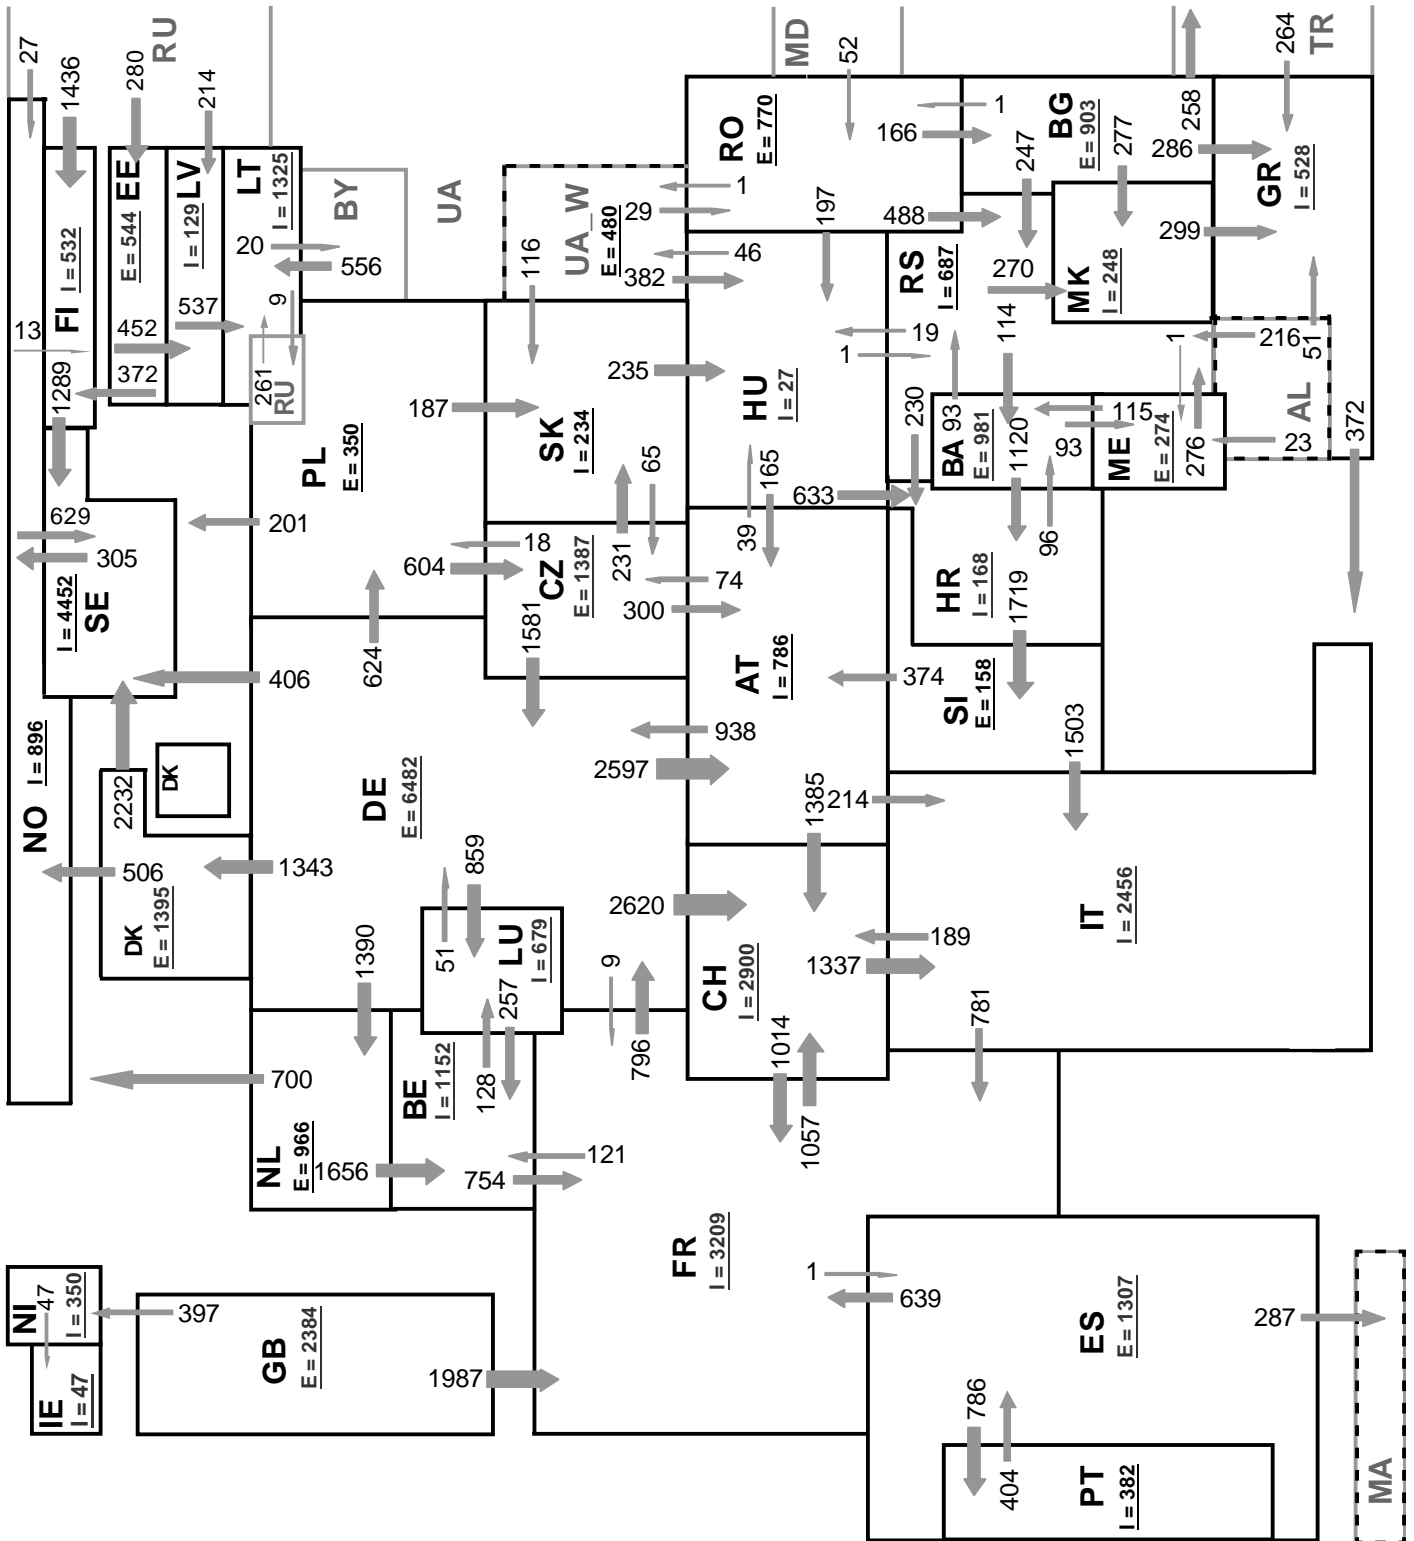 27
1436
280
RU
214
MD
52
264
TR
EE
E = 544
LV
I = 129
LT
I = 1325
BY
UA
UA_W
E = 480
RO
E = 770
1
166
BG
E = 903
258
247
277
286
GR
I = 528
FI
I = 532
20
556
116
1
29
46
382
197
488
299
RS
I = 687
270
MK
I = 248
13
452
537
9
372
1289
261
RU
235
19
1
114
1
216
51
AL
187
PL
E = 350
SK
I = 234
HU
I = 27
230
BA
E = 981
93
1120
115
93
ME
E = 274
276
23
372
65
165
39
633
629
305
201
I = 4452
SE
604
18
CZ
E = 1387
231
74
300
96
HR
I = 168
1719
624
1581
406
AT
I = 786
374
SI
E = 158
1503
NO
I = 896
2232
DK
938
2597
DE
E = 6482
1385
214
506
1343
DK
E = 1395
859
51
LU
I = 679
2620
189
1337
IT
I = 2456
1390
257
9
796
CH
I = 2900
1014
781
700
BE
I = 1152
128
1057
NL
E = 966
1656
754
121
FR
I = 3209
NI
I = 350
47
397
1
639
IE
I = 47
GB
E = 2384
1987
ES
E = 1307
287
786
404
PT
I = 382
MA